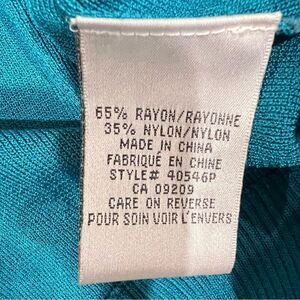 65% RAYON/RAYONNE
35% NYLON/NYLON
MADE IN CHINA
FABRIQUÉ EN CHINE
STYLE# 40546P
CA 09209
CARE ON REVERSE
POUR SOIN VOIR L'ENVERS